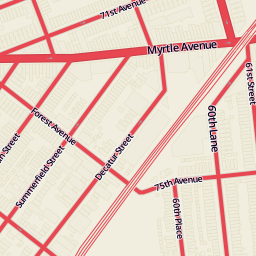 71st Avenue
Myrtle Avenue
61st Street
Forest Avenue
60th Lane
Street
Decatur Street
Summerfield Street
75th Avenue
60th Place